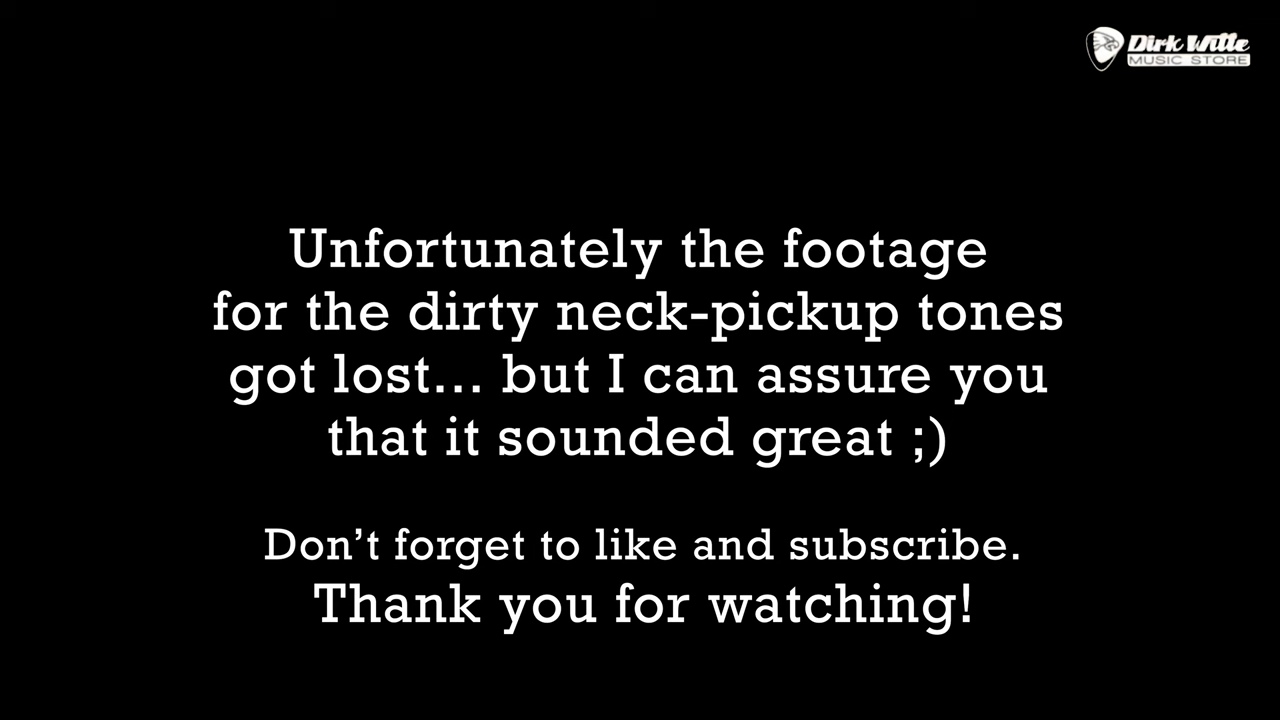 Dirk Witte
MUSIC STORE
Unfortunately the footage
for the dirty neck-pickup tones
got lost... but I can assure you
that it sounded great ;)
Don’t forget to like and subscribe.
Thank you for watching!